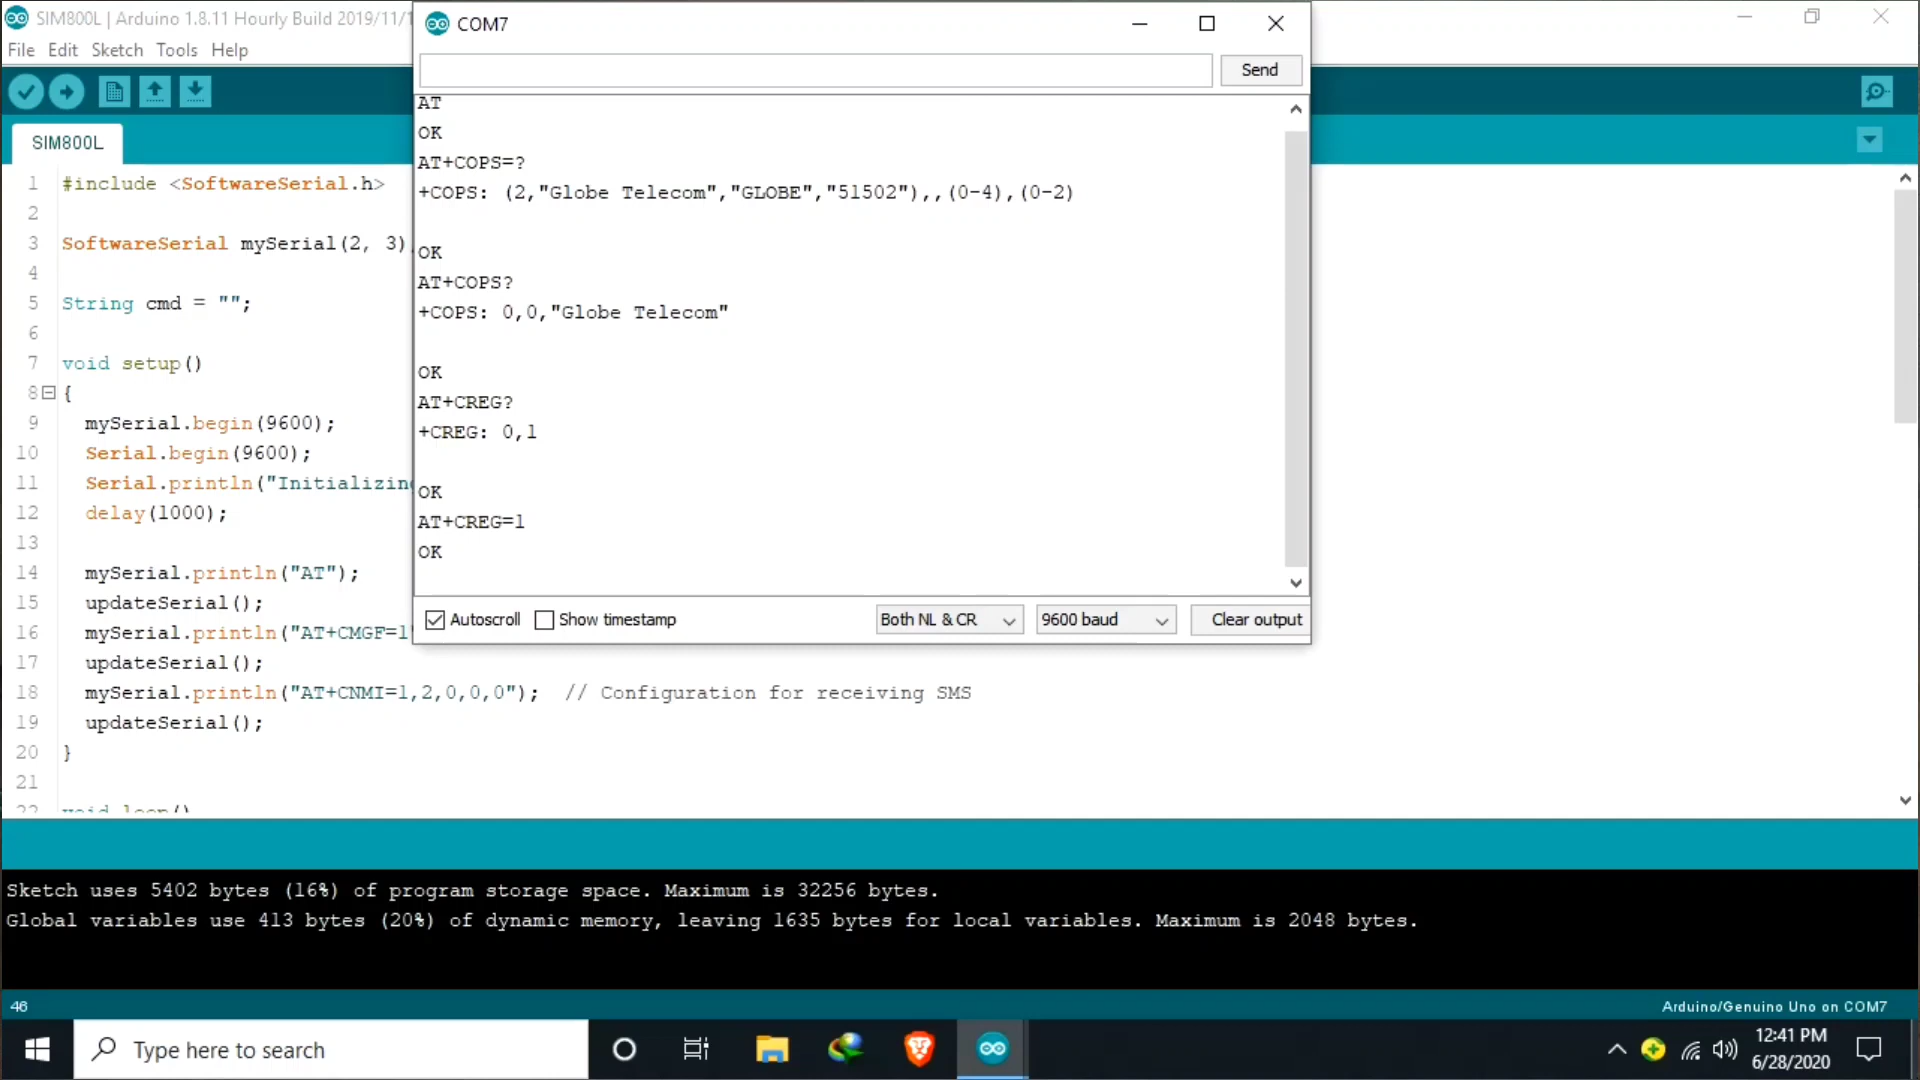 SIM800L | Arduino 1.8.11 Hourly Build 2019/11/1
File Edit Sketch Tools Help
SIM800L
1 #include <SoftwareSerial.h>
2
3 SoftwareSerial mySerial(2, 3)
4
5 String cmd = "";
6
7 void setup()
8 {
9 mySerial.begin(9600);
10 Serial.begin(9600);
11 Serial.println("Initializing
12 delay(1000);
13
14 mySerial.println("AT");
15 updateSerial();
16 mySerial.println("AT+CMGF=1"
17 updateSerial();
18 mySerial.println("AT+CNMI=1,2,0,0,0"); // Configuration for receiving SMS
19 updateSerial();
20 }
21
22 void loop()
COM7
Send
AT
OK
AT+COPS=?
+COPS: (2,"Globe Telecom","GLOBE","51502"),,(0-4),(0-2)
OK
AT+COPS?
+COPS: 0,0,"Globe Telecom"
OK
AT+CREG?
+CREG: 0,1
OK
AT+CREG=1
OK
Autoscroll Show timestamp Both NL & CR 9600 baud Clear output
Sketch uses 5402 bytes (16%) of program storage space. Maximum is 32256 bytes.
Global variables use 413 bytes (20%) of dynamic memory, leaving 1635 bytes for local variables. Maximum is 2048 bytes.
46 Arduino/Genuino Uno on COM7
Type here to search
12:41 PM
6/28/2020